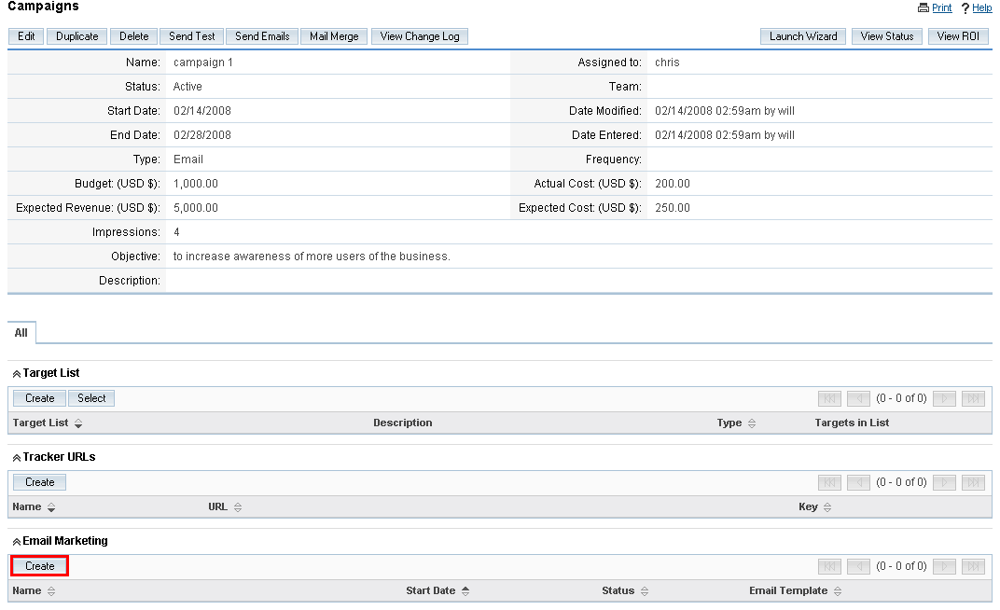 Campaigns Print Help
Edit Duplicate Delete Send Test Send Emails Mail Merge View Change Log Launch Wizard View Status View ROI
Name: campaign 1 Assigned to: chris
Status: Active Team:
Start Date: 02/14/2008 Date Modified: 02/14/2008 02:59am by will
End Date: 02/28/2008 Date Entered: 02/14/2008 02:59am by will
Type: Email Frequency:
Budget: (USD $): 1,000.00 Actual Cost: (USD $): 200.00
Expected Revenue: (USD $): 5,000.00 Expected Cost: (USD $): 250.00
Impressions: 4
Objective: to increase awareness of more users of the business.
Description:
All
Target List
Create Select (0 - 0 of 0)
Target List Description Type Targets in List
Tracker URLs
Create (0 - 0 of 0)
Name URL Key
Email Marketing
Create (0 - 0 of 0)
Name Start Date Status Email Template